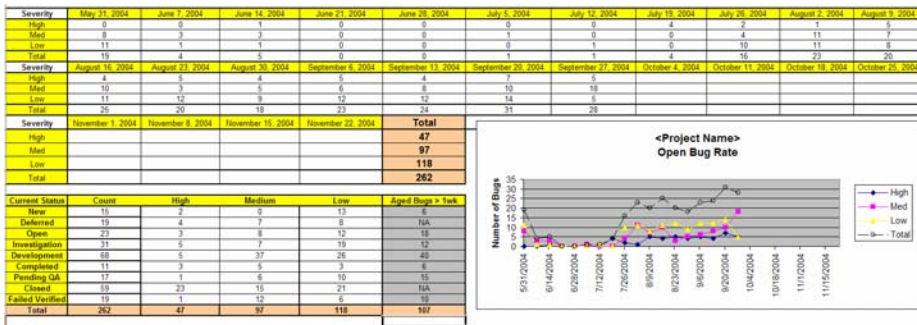 Severity May 31, 2004 June 7, 2004 June 14, 2004 June 21, 2004 June 28, 2004 July 5, 2004 July 12, 2004 July 19, 2004 July 26, 2004 August 2, 2004 August 9, 2004
High 0 0 1 0 0 0 0 4 2 1 5
Med 8 3 3 0 0 1 0 0 4 11 7
Low 11 1 1 0 0 0 1 0 10 11 8
Total 19 4 5 0 0 1 1 4 16 23 20
Severity August 16, 2004 August 23, 2004 August 30, 2004 September 6, 2004 September 13, 2004 September 20, 2004 September 27, 2004 October 4, 2004 October 11, 2004 October 18, 2004 October 25, 2004
High 4 5 4 5 4 7 5
Med 10 3 5 6 8 10 18
Low 11 12 9 12 12 14 5
Total 25 20 18 23 24 31 28
Severity November 1, 2004 November 8, 2004 November 15, 2004 November 22, 2004 Total
High 47
Med 97
Low 118
Total 262
Current Status Count High Medium Low Aged Bugs > 1wk
New 15 2 0 13 6
Deferred 19 4 7 8 NA
Open 23 3 8 12 18
Investigation 31 5 7 19 12
Development 68 5 37 26 40
Completed 11 3 5 3 6
Pending QA 17 1 6 10 15
Closed 59 23 15 21 NA
Failed Verified 19 1 12 6 10
Total 262 47 97 118 107
<Project Name>
Open Bug Rate
Number of Bugs
35
30
25
20
15
10
5
0
5/31/2004 6/14/2004 6/28/2004 7/12/2004 7/26/2004 8/9/2004 8/23/2004 9/6/2004 9/20/2004 10/4/2004 10/18/2004 11/1/2004 11/15/2004
High
Med
Low
Total